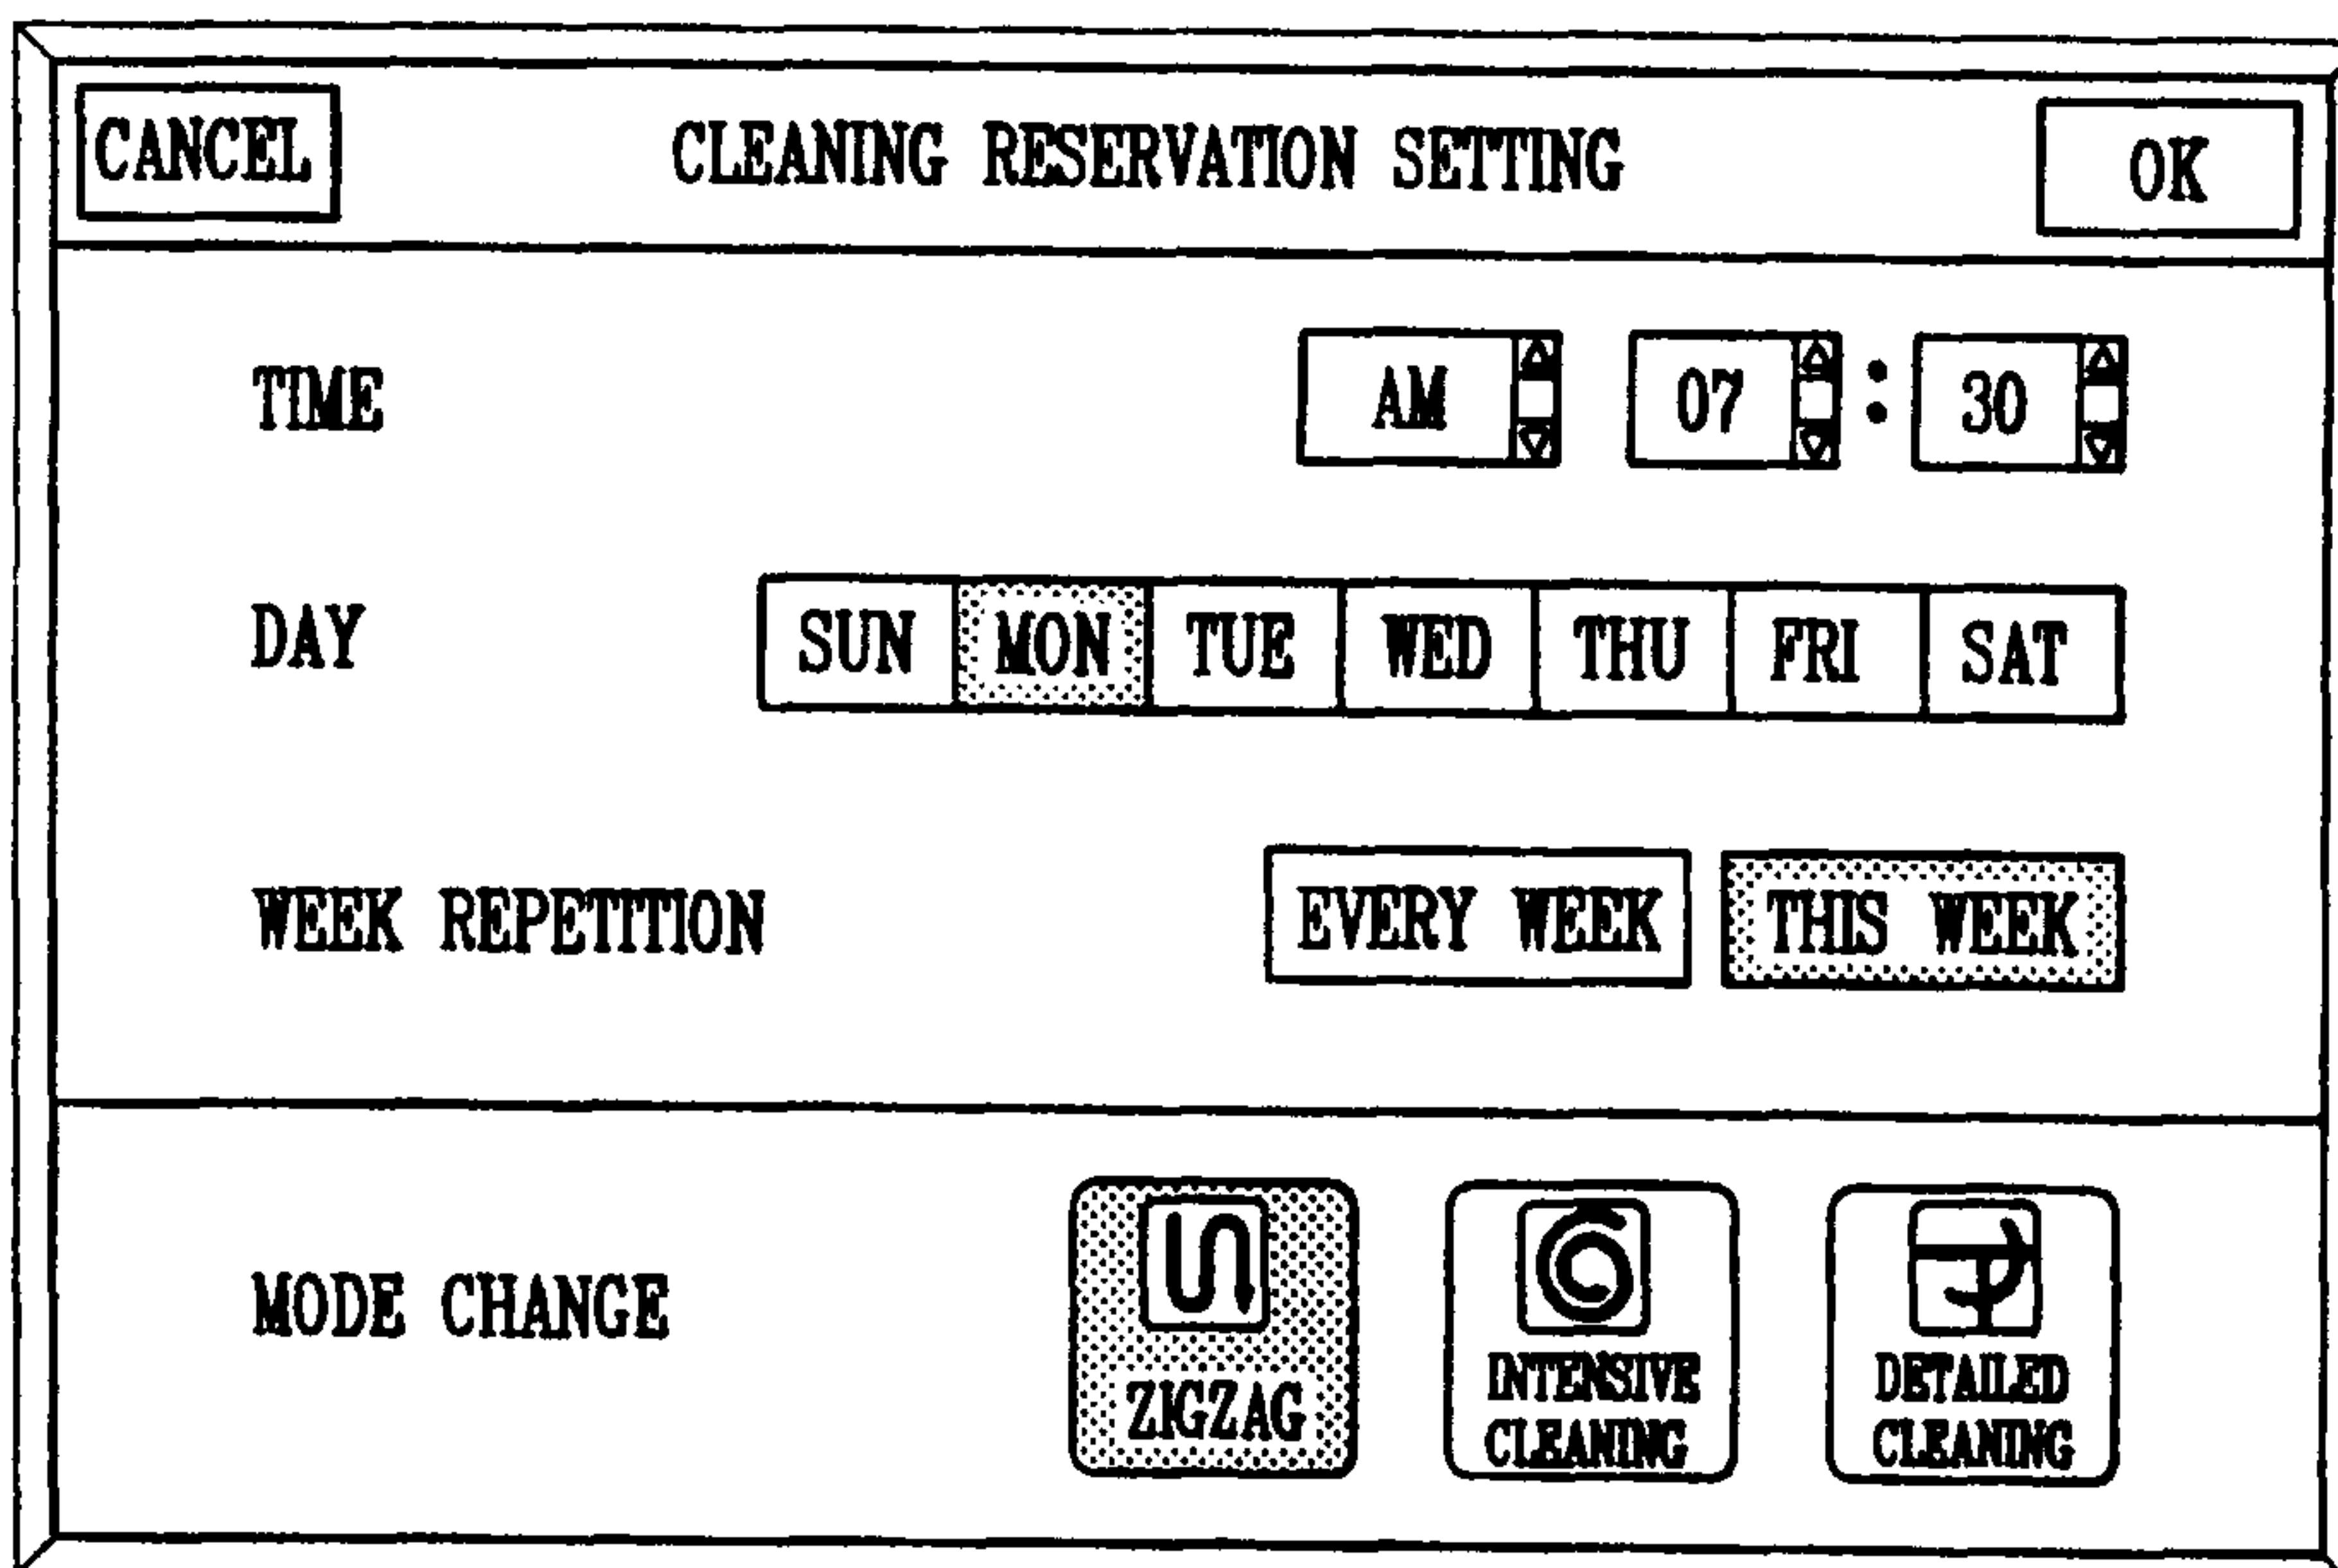 CANCEL CLEANING RESERVATION SETTING OK
TIME AM 07 : 30
DAY SUN MON TUE WED THU FRI SAT
WEEK REPETITION EVERY WEEK THIS WEEK
MODE CHANGE
ZIGZAG
INTENSIVE
CLEANING
DETAILED
CLEANING